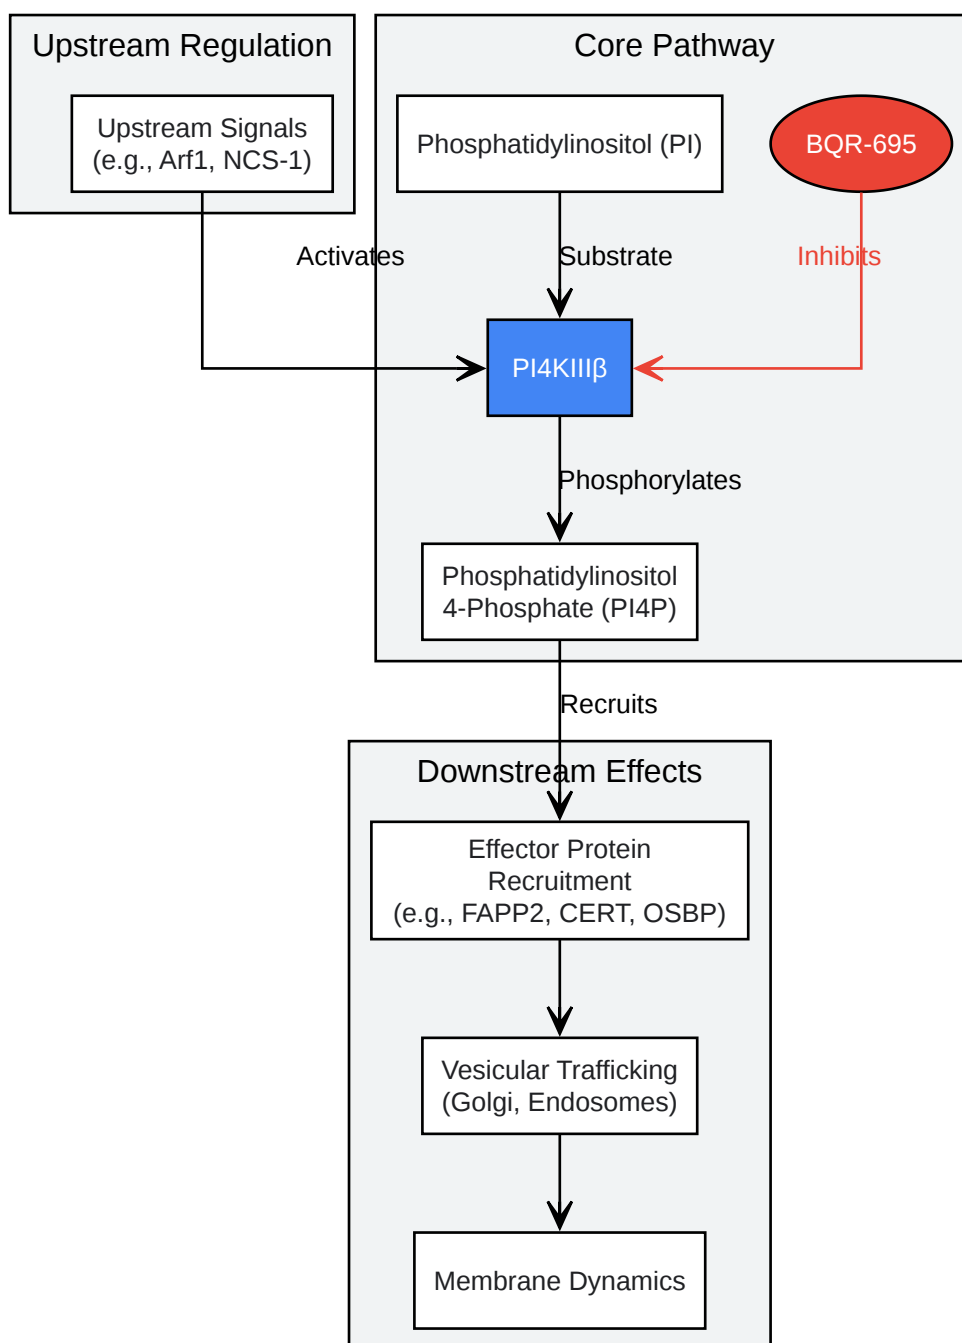 Upstream Regulation
Core Pathway
Upstream Signals
(e.g., Arf1, NCS-1)
Phosphatidylinositol (PI)
BQR-695
Activates
Substrate
Inhibits
PI4KIIIβ
Phosphorylates
Phosphatidylinositol
4-Phosphate (PI4P)
Recruits
Downstream Effects
Effector Protein
Recruitment
(e.g., FAPP2, CERT, OSBP)
Vesicular Trafficking
(Golgi, Endosomes)
Membrane Dynamics